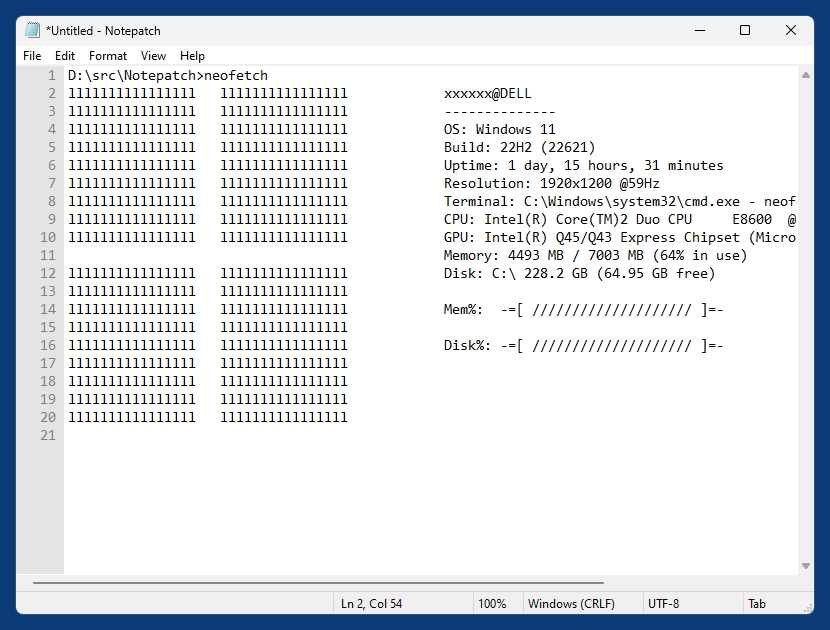 *Untitled - Notepatch
File Edit Format View Help
1 D:\src\Notepatch>neofetch
2 llllllllllllllll   llllllllllllllll            xxxxxx@DELL
3 llllllllllllllll   llllllllllllllll            --------------
4 llllllllllllllll   llllllllllllllll            OS: Windows 11
5 llllllllllllllll   llllllllllllllll            Build: 22H2 (22621)
6 llllllllllllllll   llllllllllllllll            Uptime: 1 day, 15 hours, 31 minutes
7 llllllllllllllll   llllllllllllllll            Resolution: 1920x1200 @59Hz
8 llllllllllllllll   llllllllllllllll            Terminal: C:\Windows\system32\cmd.exe - neof
9 llllllllllllllll   llllllllllllllll            CPU: Intel(R) Core(TM)2 Duo CPU     E8600  @
10 llllllllllllllll   llllllllllllllll            GPU: Intel(R) Q45/Q43 Express Chipset (Micro
11                                                Memory: 4493 MB / 7003 MB (64% in use)
12 llllllllllllllll   llllllllllllllll            Disk: C:\ 228.2 GB (64.95 GB free)
13 llllllllllllllll   llllllllllllllll
14 llllllllllllllll   llllllllllllllll            Mem%:  -=[ //////////////////// ]=-
15 llllllllllllllll   llllllllllllllll
16 llllllllllllllll   llllllllllllllll            Disk%: -=[ //////////////////// ]=-
17 llllllllllllllll   llllllllllllllll
18 llllllllllllllll   llllllllllllllll
19 llllllllllllllll   llllllllllllllll
20 llllllllllllllll   llllllllllllllll
21
Ln 2, Col 54 100% Windows (CRLF) UTF-8 Tab